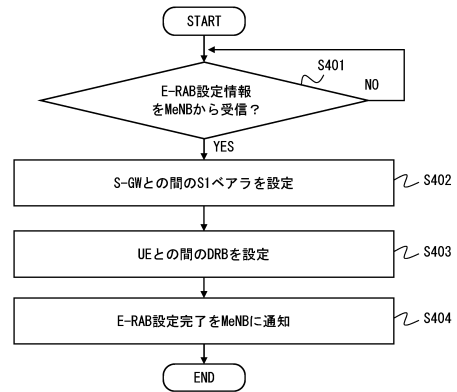 START
S401
E-RAB設定情報
をMeNBから受信？
NO
YES
S-GWとの間のS1ベアラを設定
S402
UEとの間のDRBを設定
S403
E-RAB設定完了をMeNBに通知
S404
END